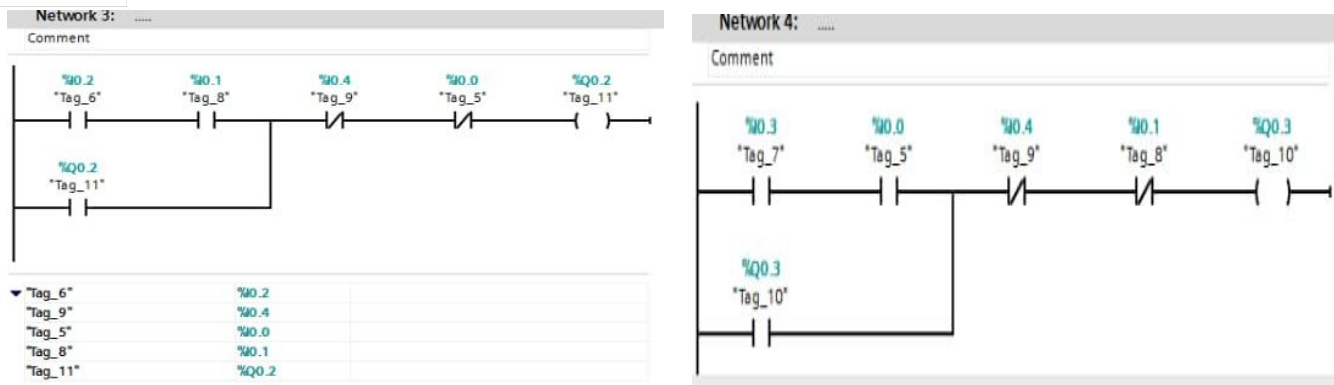 Network 3: .....
Comment
%I0.2 %I0.1 %I0.4 %I0.0 %Q0.2
"Tag_6" "Tag_8" "Tag_9" "Tag_5" "Tag_11"
%Q0.2
"Tag_11"
"Tag_6" %I0.2
"Tag_9" %I0.4
"Tag_5" %I0.0
"Tag_8" %I0.1
"Tag_11" %Q0.2
Network 4: .....
Comment
%I0.3 %I0.0 %I0.4 %I0.1 %Q0.3
"Tag_7" "Tag_5" "Tag_9" "Tag_8" "Tag_10"
%Q0.3
"Tag_10"